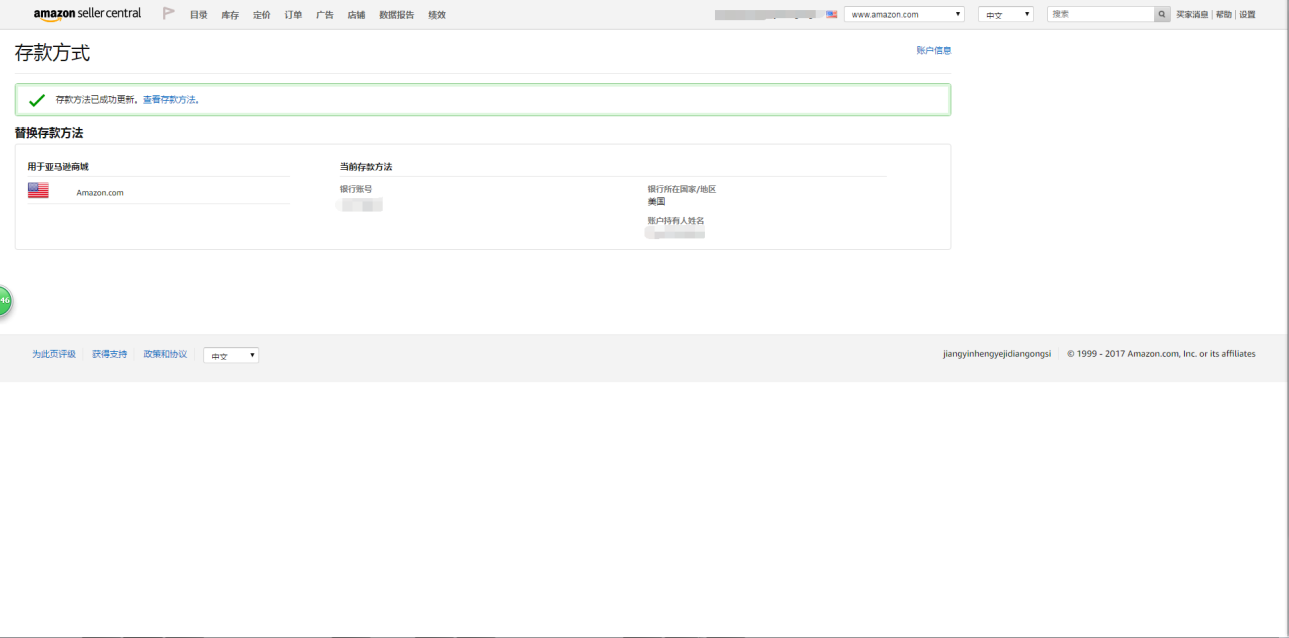 amazon seller central 目录 库存 定价 订单 广告 店铺 数据报告 绩效 www.amazon.com 中文 搜索 买家消息 | 帮助 | 设置
存款方式 账户信息
存款方法已成功更新。查看存款方法。
替换存款方法
用于亚马逊商城 当前存款方法
Amazon.com 银行账号 银行所在国家/地区
美国
账户持有人姓名
46
为此页评级 获得支持 政策和协议 中文 jiangyinhengyejidiangongsi © 1999 - 2017 Amazon.com, Inc. or its affiliates